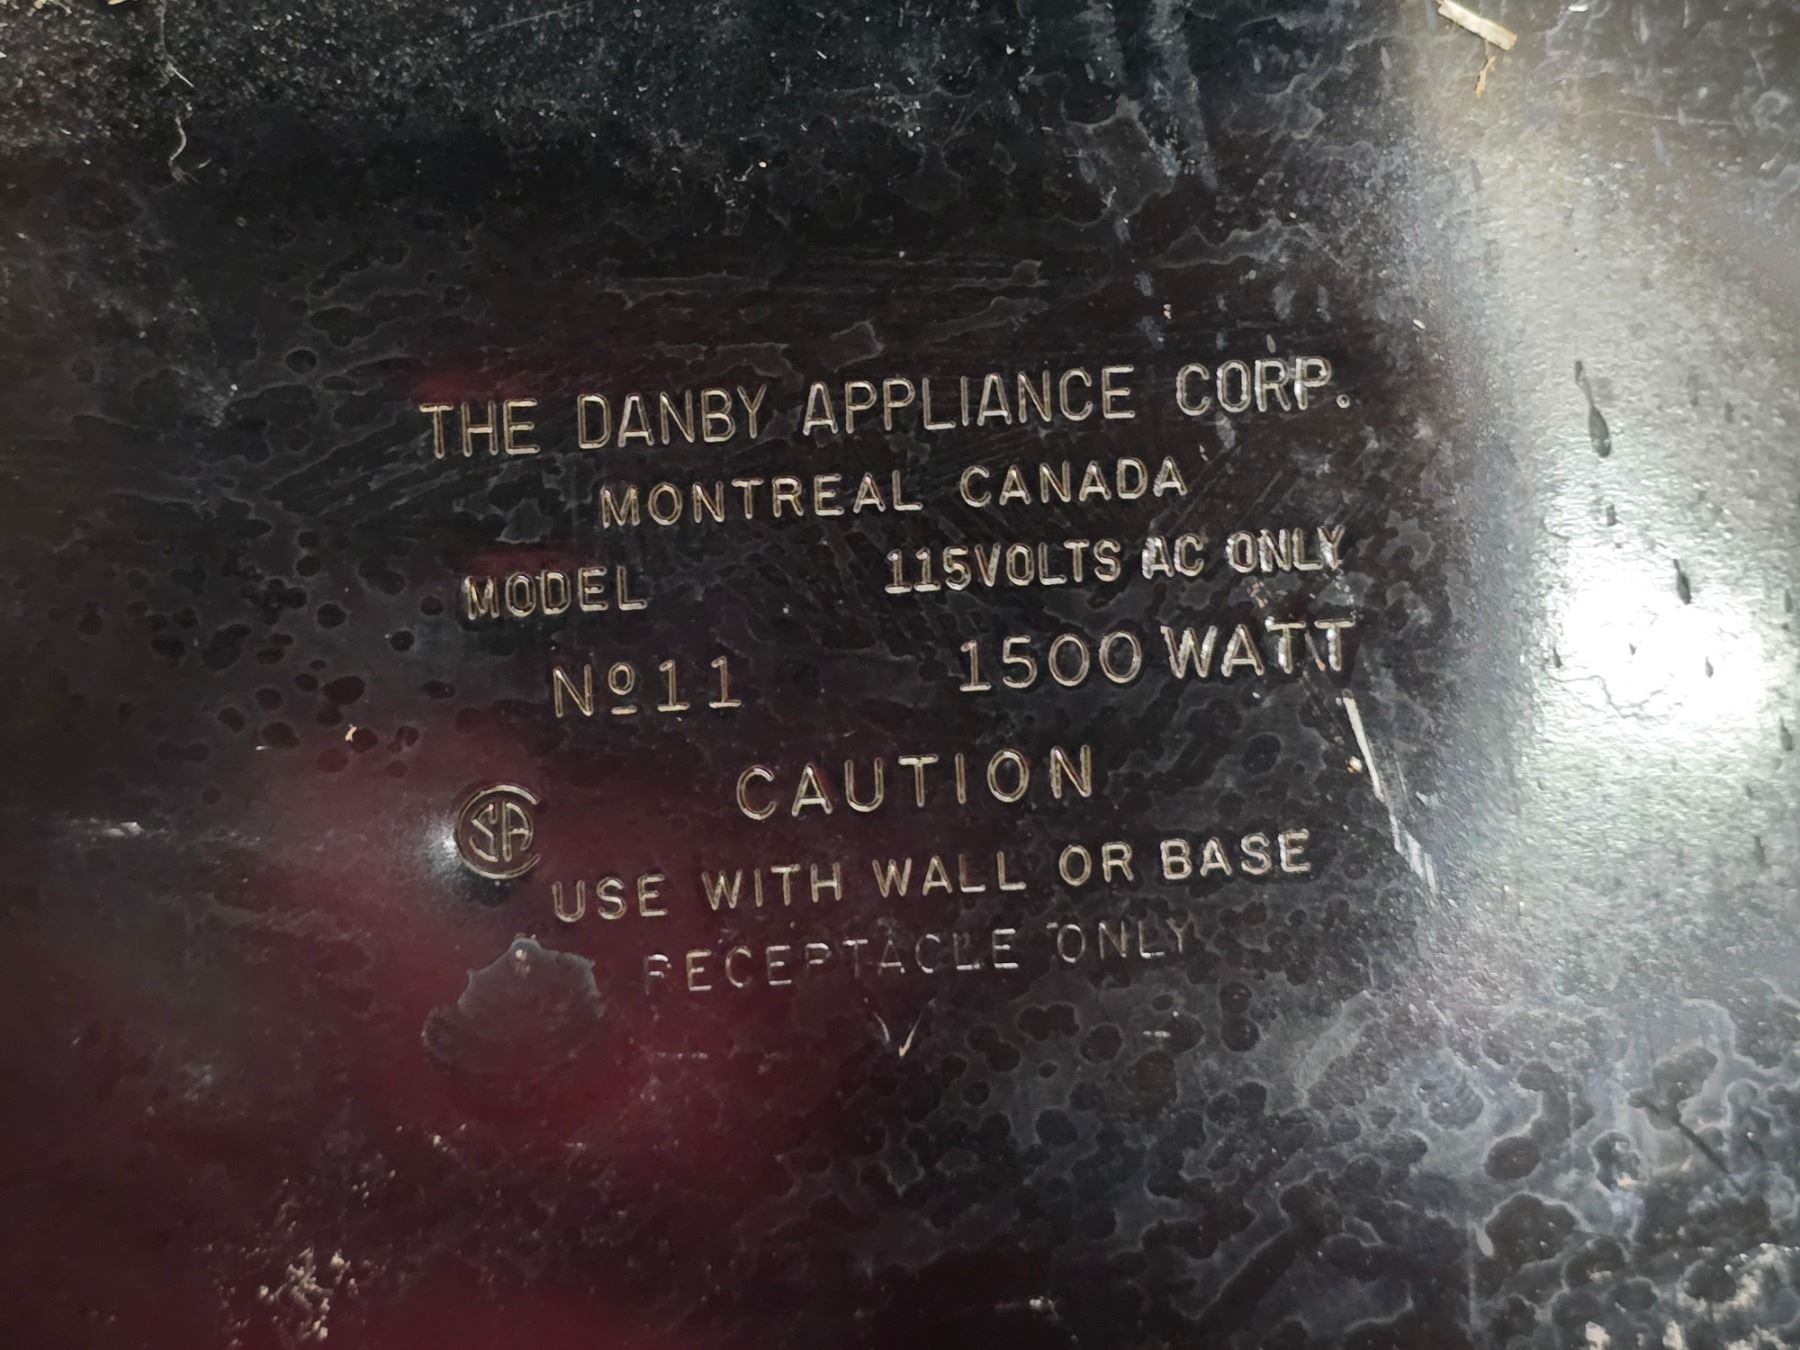 THE DANBY APPLIANCE CORP.
MONTREAL CANADA
MODEL 115VOLTS AC ONLY
Nº11 1500 WATT
CAUTION
SA
USE WITH WALL OR BASE
RECEPTACLE ONLY